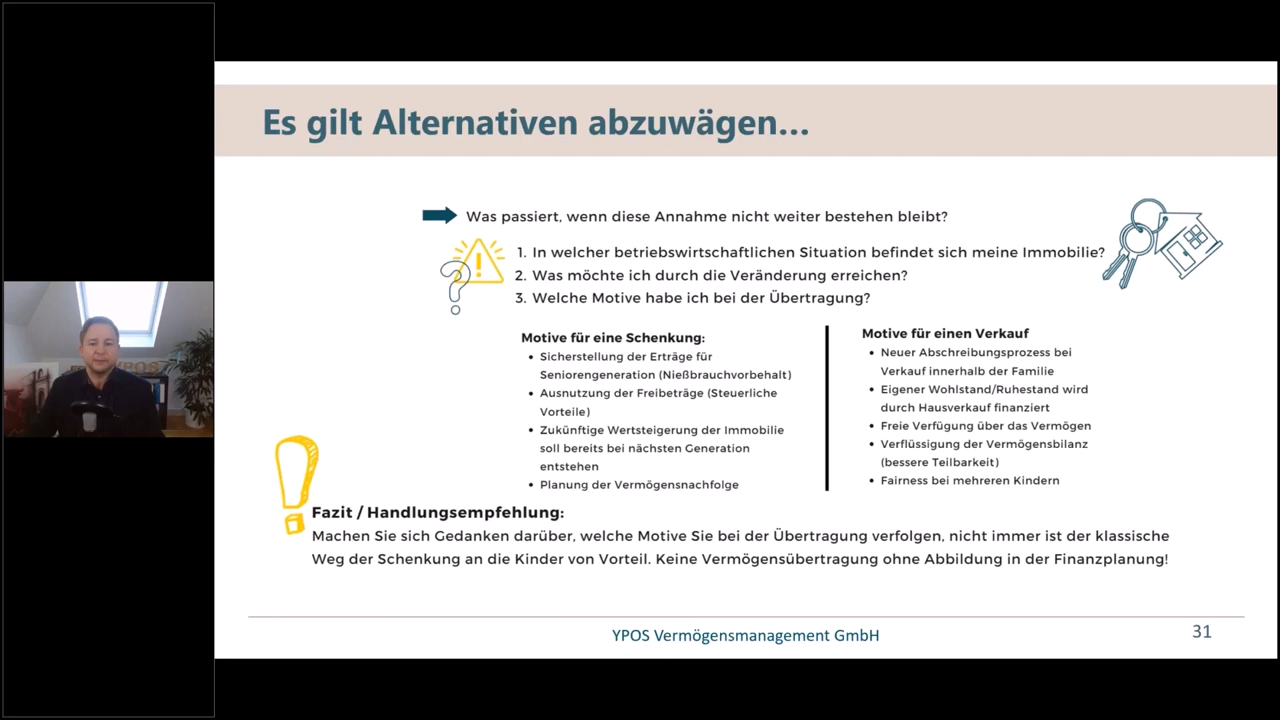 Es gilt Alternativen abzuwägen...
Was passiert, wenn diese Annahme nicht weiter bestehen bleibt?
1. In welcher betriebswirtschaftlichen Situation befindet sich meine Immobilie?
2. Was möchte ich durch die Veränderung erreichen?
3. Welche Motive habe ich bei der Übertragung?
Motive für eine Schenkung:
• Sicherstellung der Erträge für
Seniorengeneration (Nießbrauchvorbehalt)
• Ausnutzung der Freibeträge (Steuerliche
Vorteile)
• Zukünftige Wertsteigerung der Immobilie
soll bereits bei nächsten Generation
entstehen
• Planung der Vermögensnachfolge
Motive für einen Verkauf
• Neuer Abschreibungsprozess bei
Verkauf innerhalb der Familie
• Eigener Wohlstand/Ruhestand wird
durch Hausverkauf finanziert
• Freie Verfügung über das Vermögen
• Verflüssigung der Vermögensbilanz
(bessere Teilbarkeit)
• Fairness bei mehreren Kindern
Fazit / Handlungsempfehlung:
Machen Sie sich Gedanken darüber, welche Motive Sie bei der Übertragung verfolgen, nicht immer ist der klassische
Weg der Schenkung an die Kinder von Vorteil. Keine Vermögensübertragung ohne Abbildung in der Finanzplanung!
YPOS Vermögensmanagement GmbH
31
YPOS